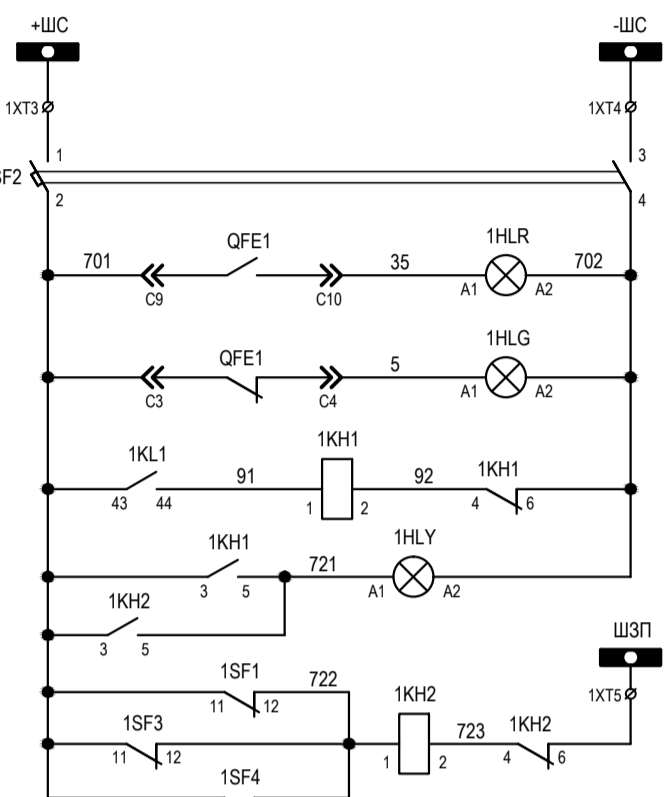 +ШС -ШС
1XT3 1XT4
1 3
SF2
2 4
QFE1 1HLR
701 35 702
C9 C10 A1 A2
QFE1 1HLG
5
C3 C4 A1 A2
1KL1 1KH1 1KH1
91 92
43 44 1 2 4 6
1KH1 721 1HLY
3 5 A1 A2
1KH2
3 5
ШЗП
1SF1 722 1KH2 1XT5
11 12
1SF3 723 1KH2
11 12 1 2 4 6
1SF4